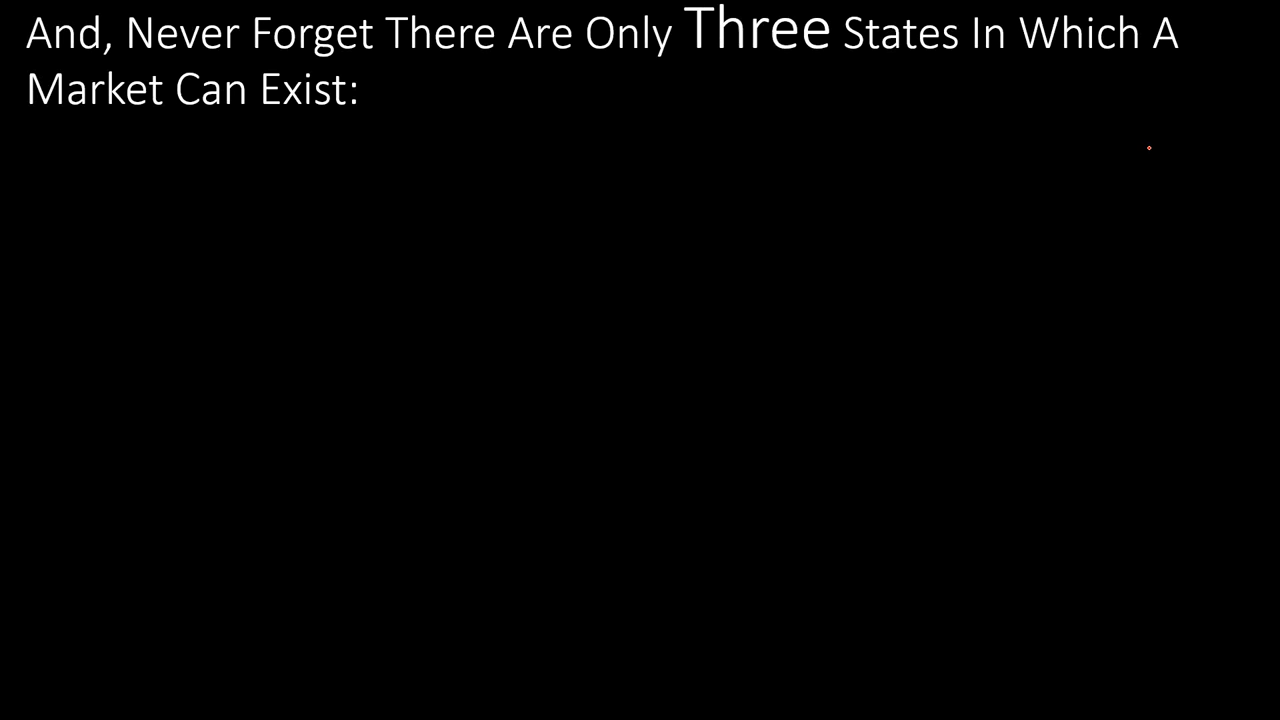 And, Never Forget There Are Only Three States In Which A
Market Can Exist: